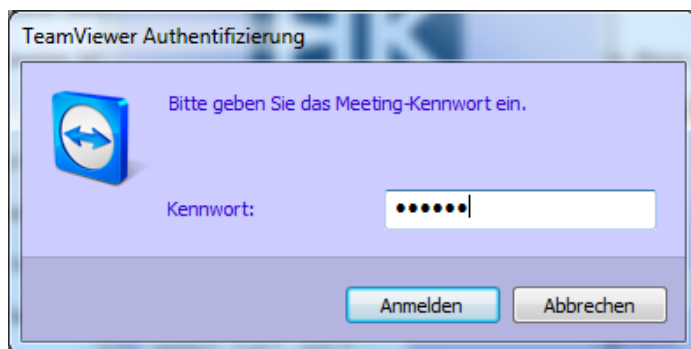 TeamViewer Authentifizierung
Bitte geben Sie das Meeting-Kennwort ein.
Kennwort: ••••••
Anmelden Abbrechen